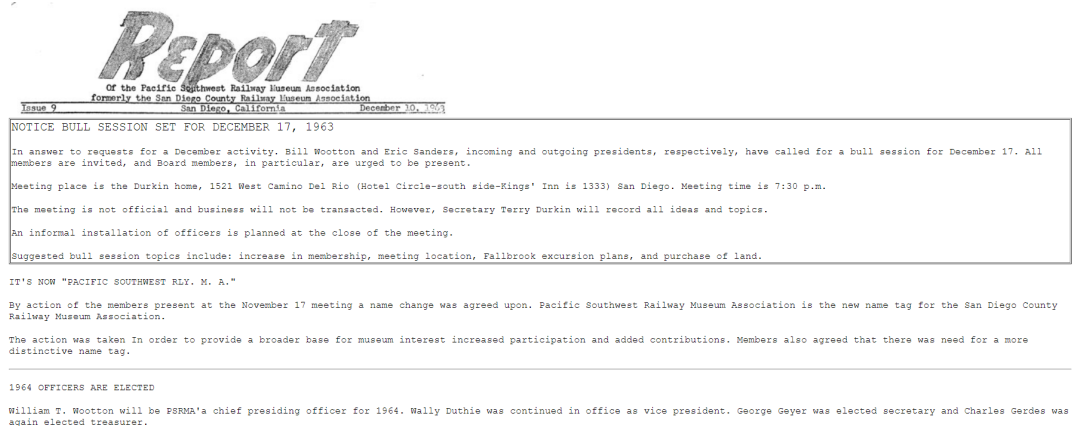 Report
Of the Pacific Southwest Railway Museum Association
formerly the San Diego County Railway Museum Association
Issue 9 San Diego, California December 10, 1963
NOTICE BULL SESSION SET FOR DECEMBER 17, 1963
In answer to requests for a December activity. Bill Wootton and Eric Sanders, incoming and outgoing presidents, respectively, have called for a bull session for December 17. All
members are invited, and Board members, in particular, are urged to be present.
Meeting place is the Durkin home, 1521 West Camino Del Rio (Hotel Circle-south side-Kings' Inn is 1333) San Diego. Meeting time is 7:30 p.m.
The meeting is not official and business will not be transacted. However, Secretary Terry Durkin will record all ideas and topics.
An informal installation of officers is planned at the close of the meeting.
Suggested bull session topics include: increase in membership, meeting location, Fallbrook excursion plans, and purchase of land.
IT'S NOW "PACIFIC SOUTHWEST RLY. M. A."
By action of the members present at the November 17 meeting a name change was agreed upon. Pacific Southwest Railway Museum Association is the new name tag for the San Diego County
Railway Museum Association.
The action was taken In order to provide a broader base for museum interest increased participation and added contributions. Members also agreed that there was need for a more
distinctive name tag.
1964 OFFICERS ARE ELECTED
William T. Wootton will be PSRMA'a chief presiding officer for 1964. Wally Duthie was continued in office as vice president. George Geyer was elected secretary and Charles Gerdes was
again elected treasurer.